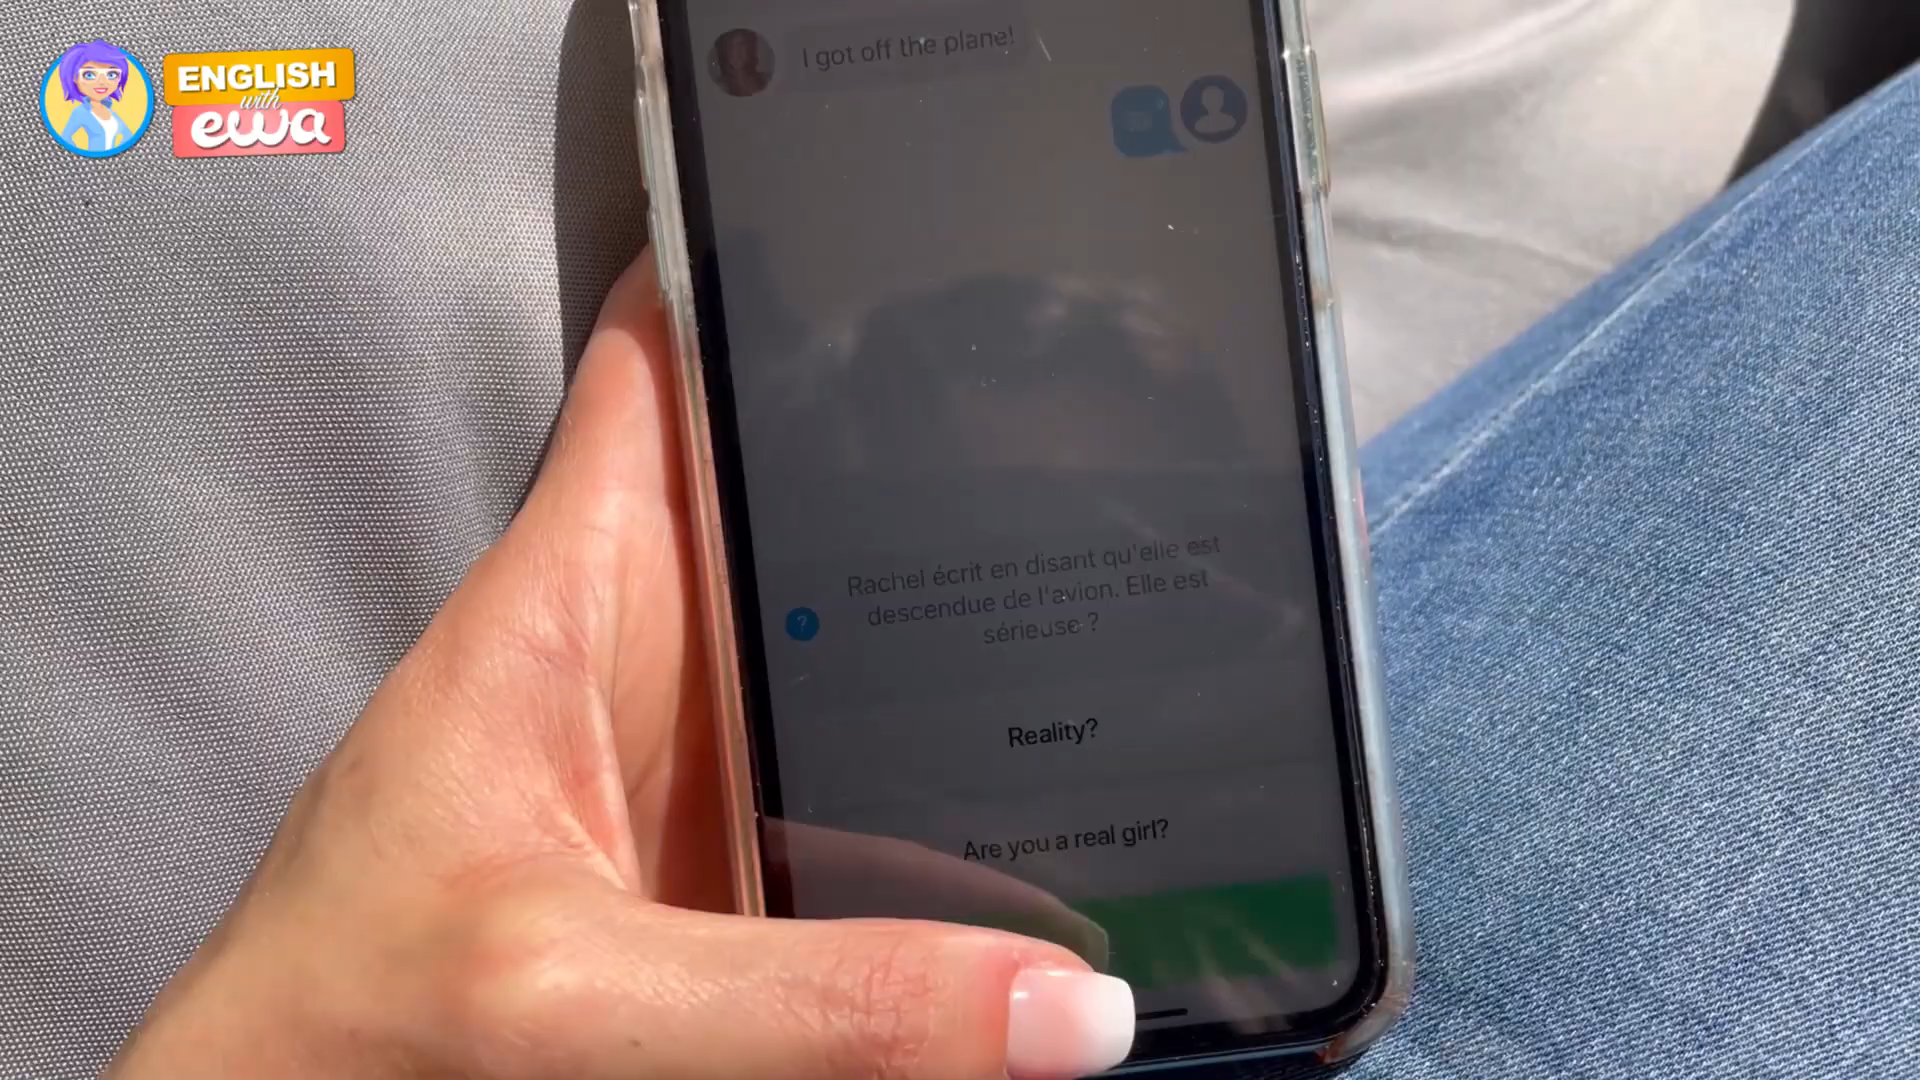 ENGLISH
with
ewa
I got off the plane!
Rachel écrit en disant qu'elle est
descendue de l'avion. Elle est
sérieuse ?
?
Reality?
Are you a real girl?